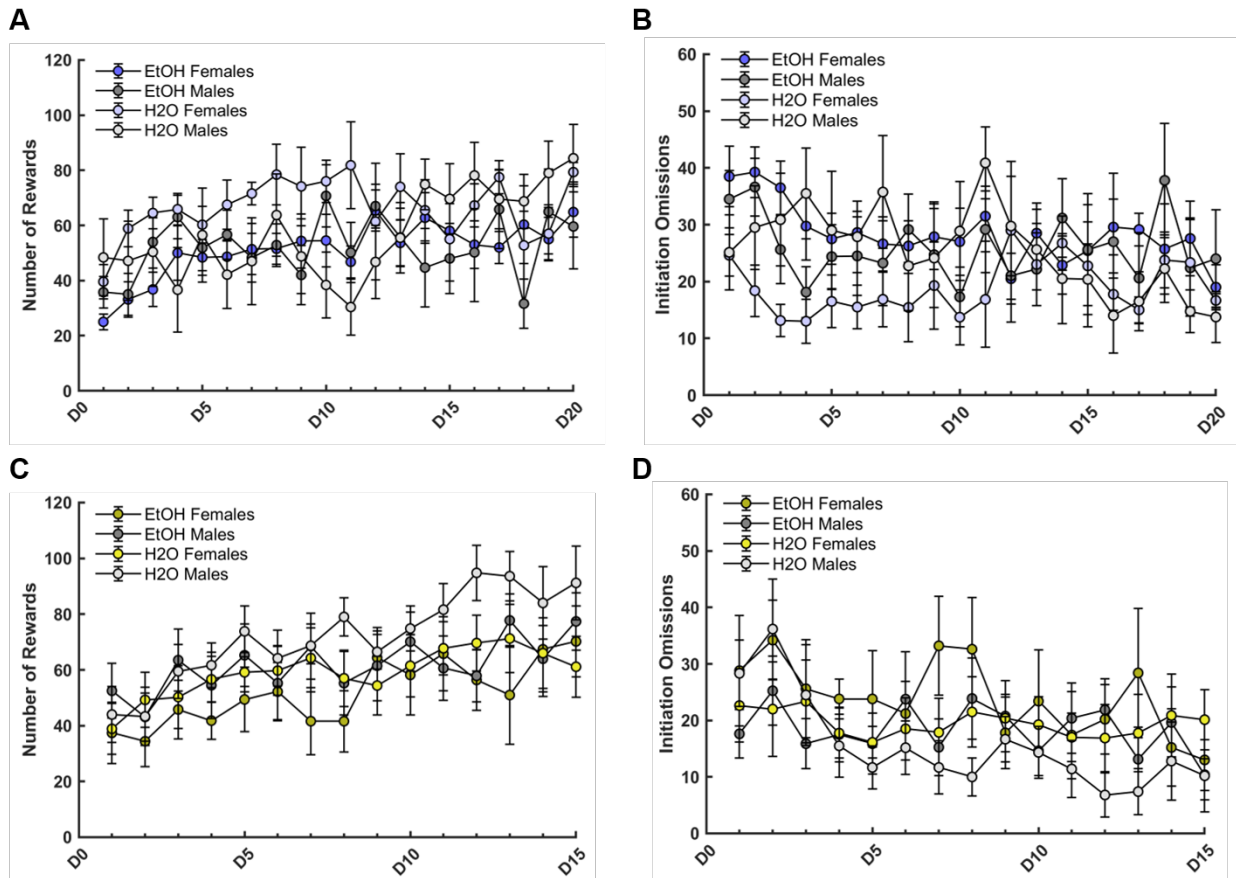 A
120
100
80
60
40
20
0
Number of Rewards
EtOH Females
EtOH Males
H2O Females
H2O Males
D0
D5
D10
D15
D20
B
60
50
40
30
20
10
0
Initiation Omissions
EtOH Females
EtOH Males
H2O Females
H2O Males
D0
D5
D10
D15
D20
C
120
100
80
60
40
20
0
Number of Rewards
EtOH Females
EtOH Males
H2O Females
H2O Males
D0
D5
D10
D15
D
60
50
40
30
20
10
0
Initiation Omissions
EtOH Females
EtOH Males
H2O Females
H2O Males
D0
D5
D10
D15